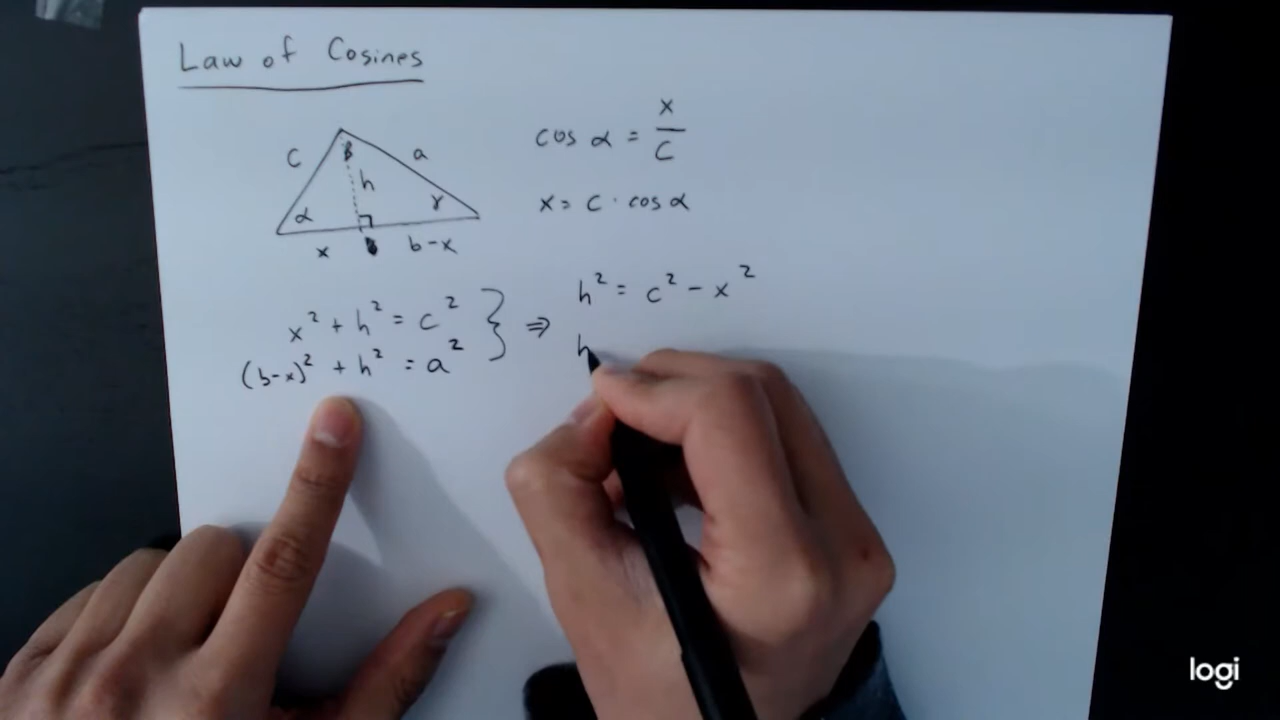 Law of Cosines
cos α = x/c
x = c · cos α
c
β
a
h
α
γ
x
b-x
x² + h² = c²
(b-x)² + h² = a²
} ⇒
h² = c² - x²
h
logi